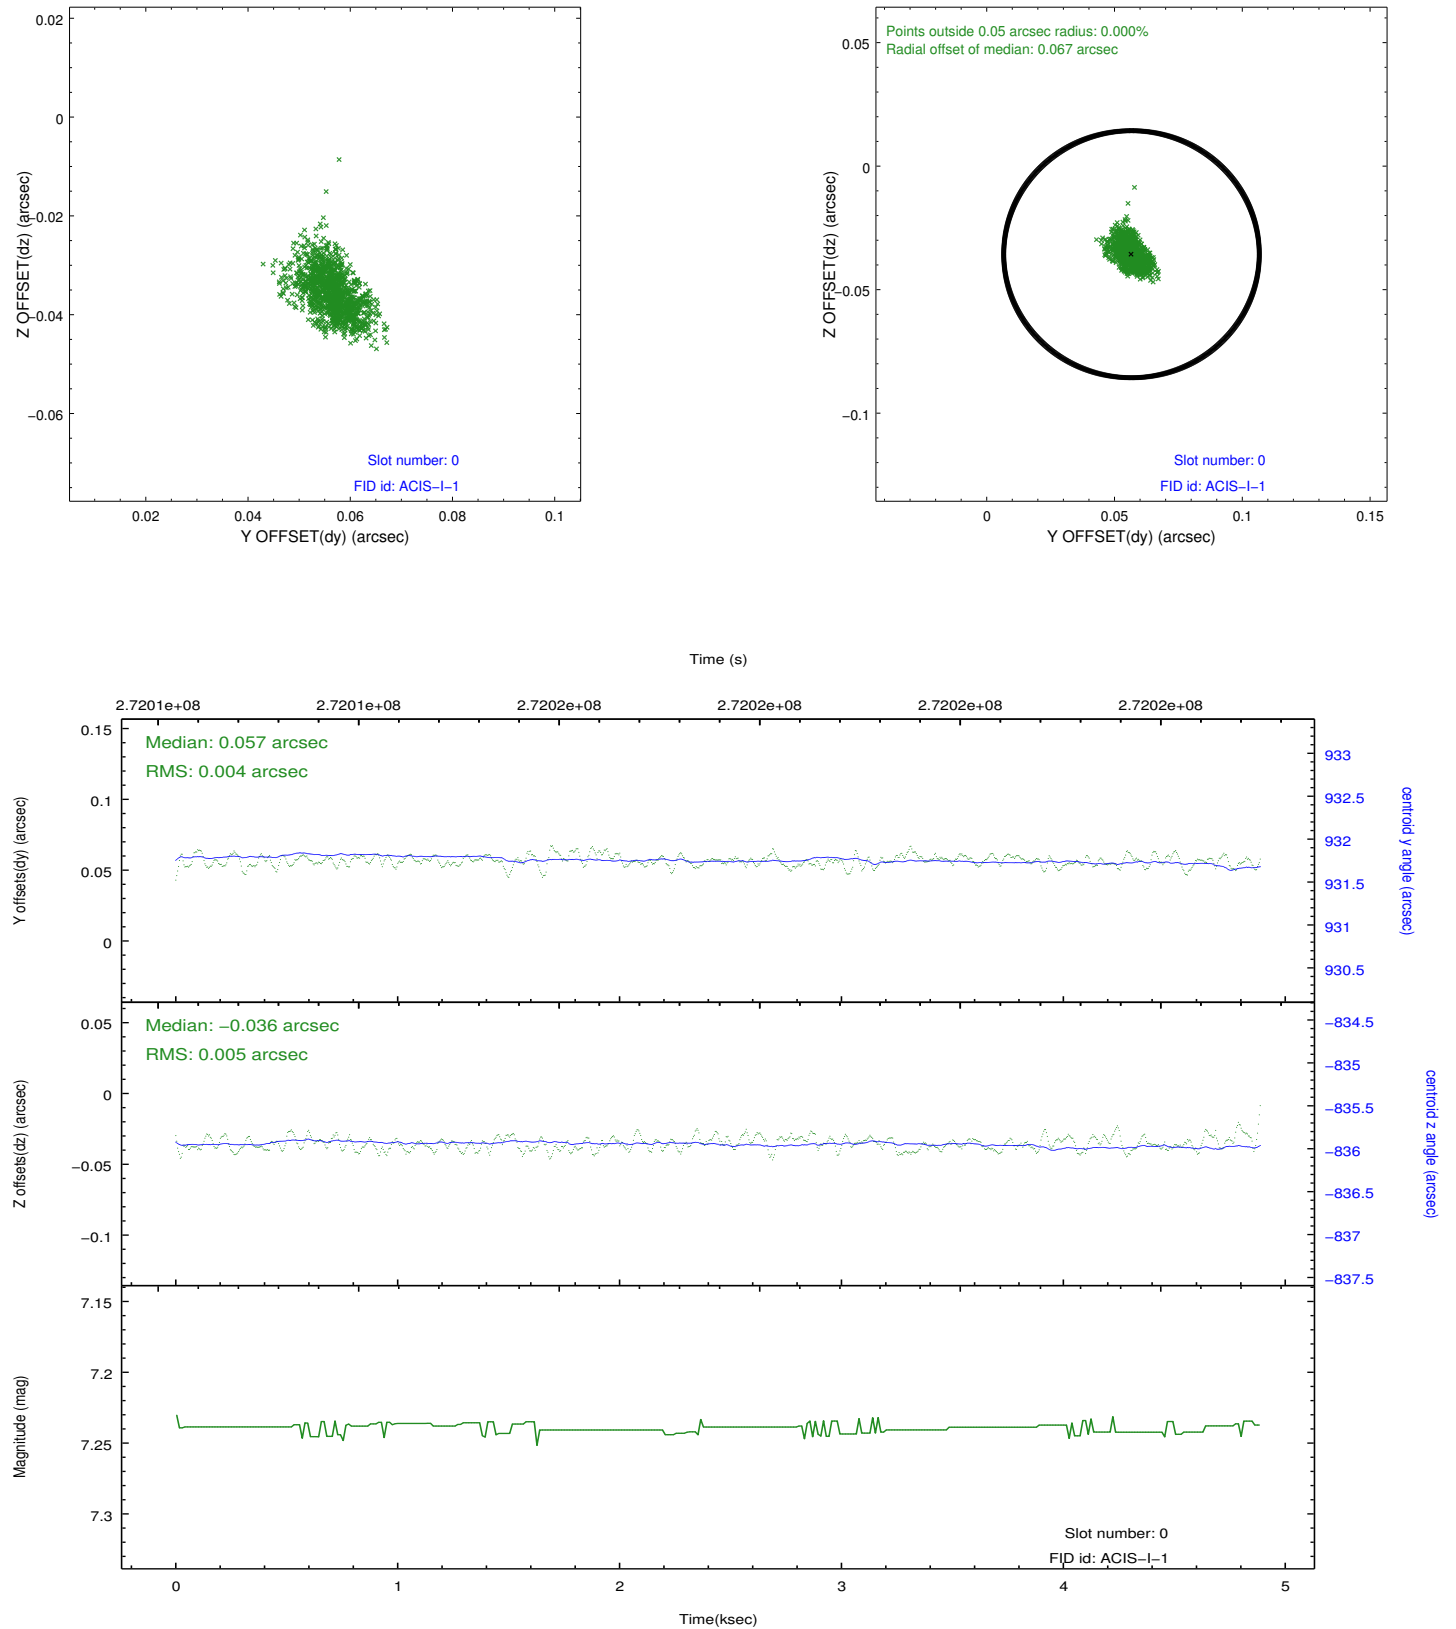 0.02
0
−0.02
−0.04
−0.06
Z OFFSET(dz) (arcsec)
Slot number: 0
FID id: ACIS−I−1
0.02
0.04
0.06
0.08
0.1
Y OFFSET(dy) (arcsec)
Points outside 0.05 arcsec radius: 0.000%
Radial offset of median: 0.067 arcsec
0.05
0
−0.05
−0.1
Z OFFSET(dz) (arcsec)
Slot number: 0
FID id: ACIS−I−1
0
0.05
0.1
0.15
Y OFFSET(dy) (arcsec)
Time (s)
2.7201e+08
2.7201e+08
2.7202e+08
2.7202e+08
2.7202e+08
2.7202e+08
Median: 0.057 arcsec
RMS: 0.004 arcsec
0.15
0.1
0.05
0
Y offsets(dy) (arcsec)
933
932.5
932
931.5
931
930.5
centroid y angle (arcsec)
Median: −0.036 arcsec
RMS: 0.005 arcsec
0.05
0
−0.05
−0.1
Z offsets(dz) (arcsec)
−834.5
−835
−835.5
−836
−836.5
−837
−837.5
centroid z angle (arcsec)
7.15
7.2
7.25
7.3
Magnitude (mag)
Slot number: 0
FID id: ACIS−I−1
0
1
2
3
4
5
Time(ksec)